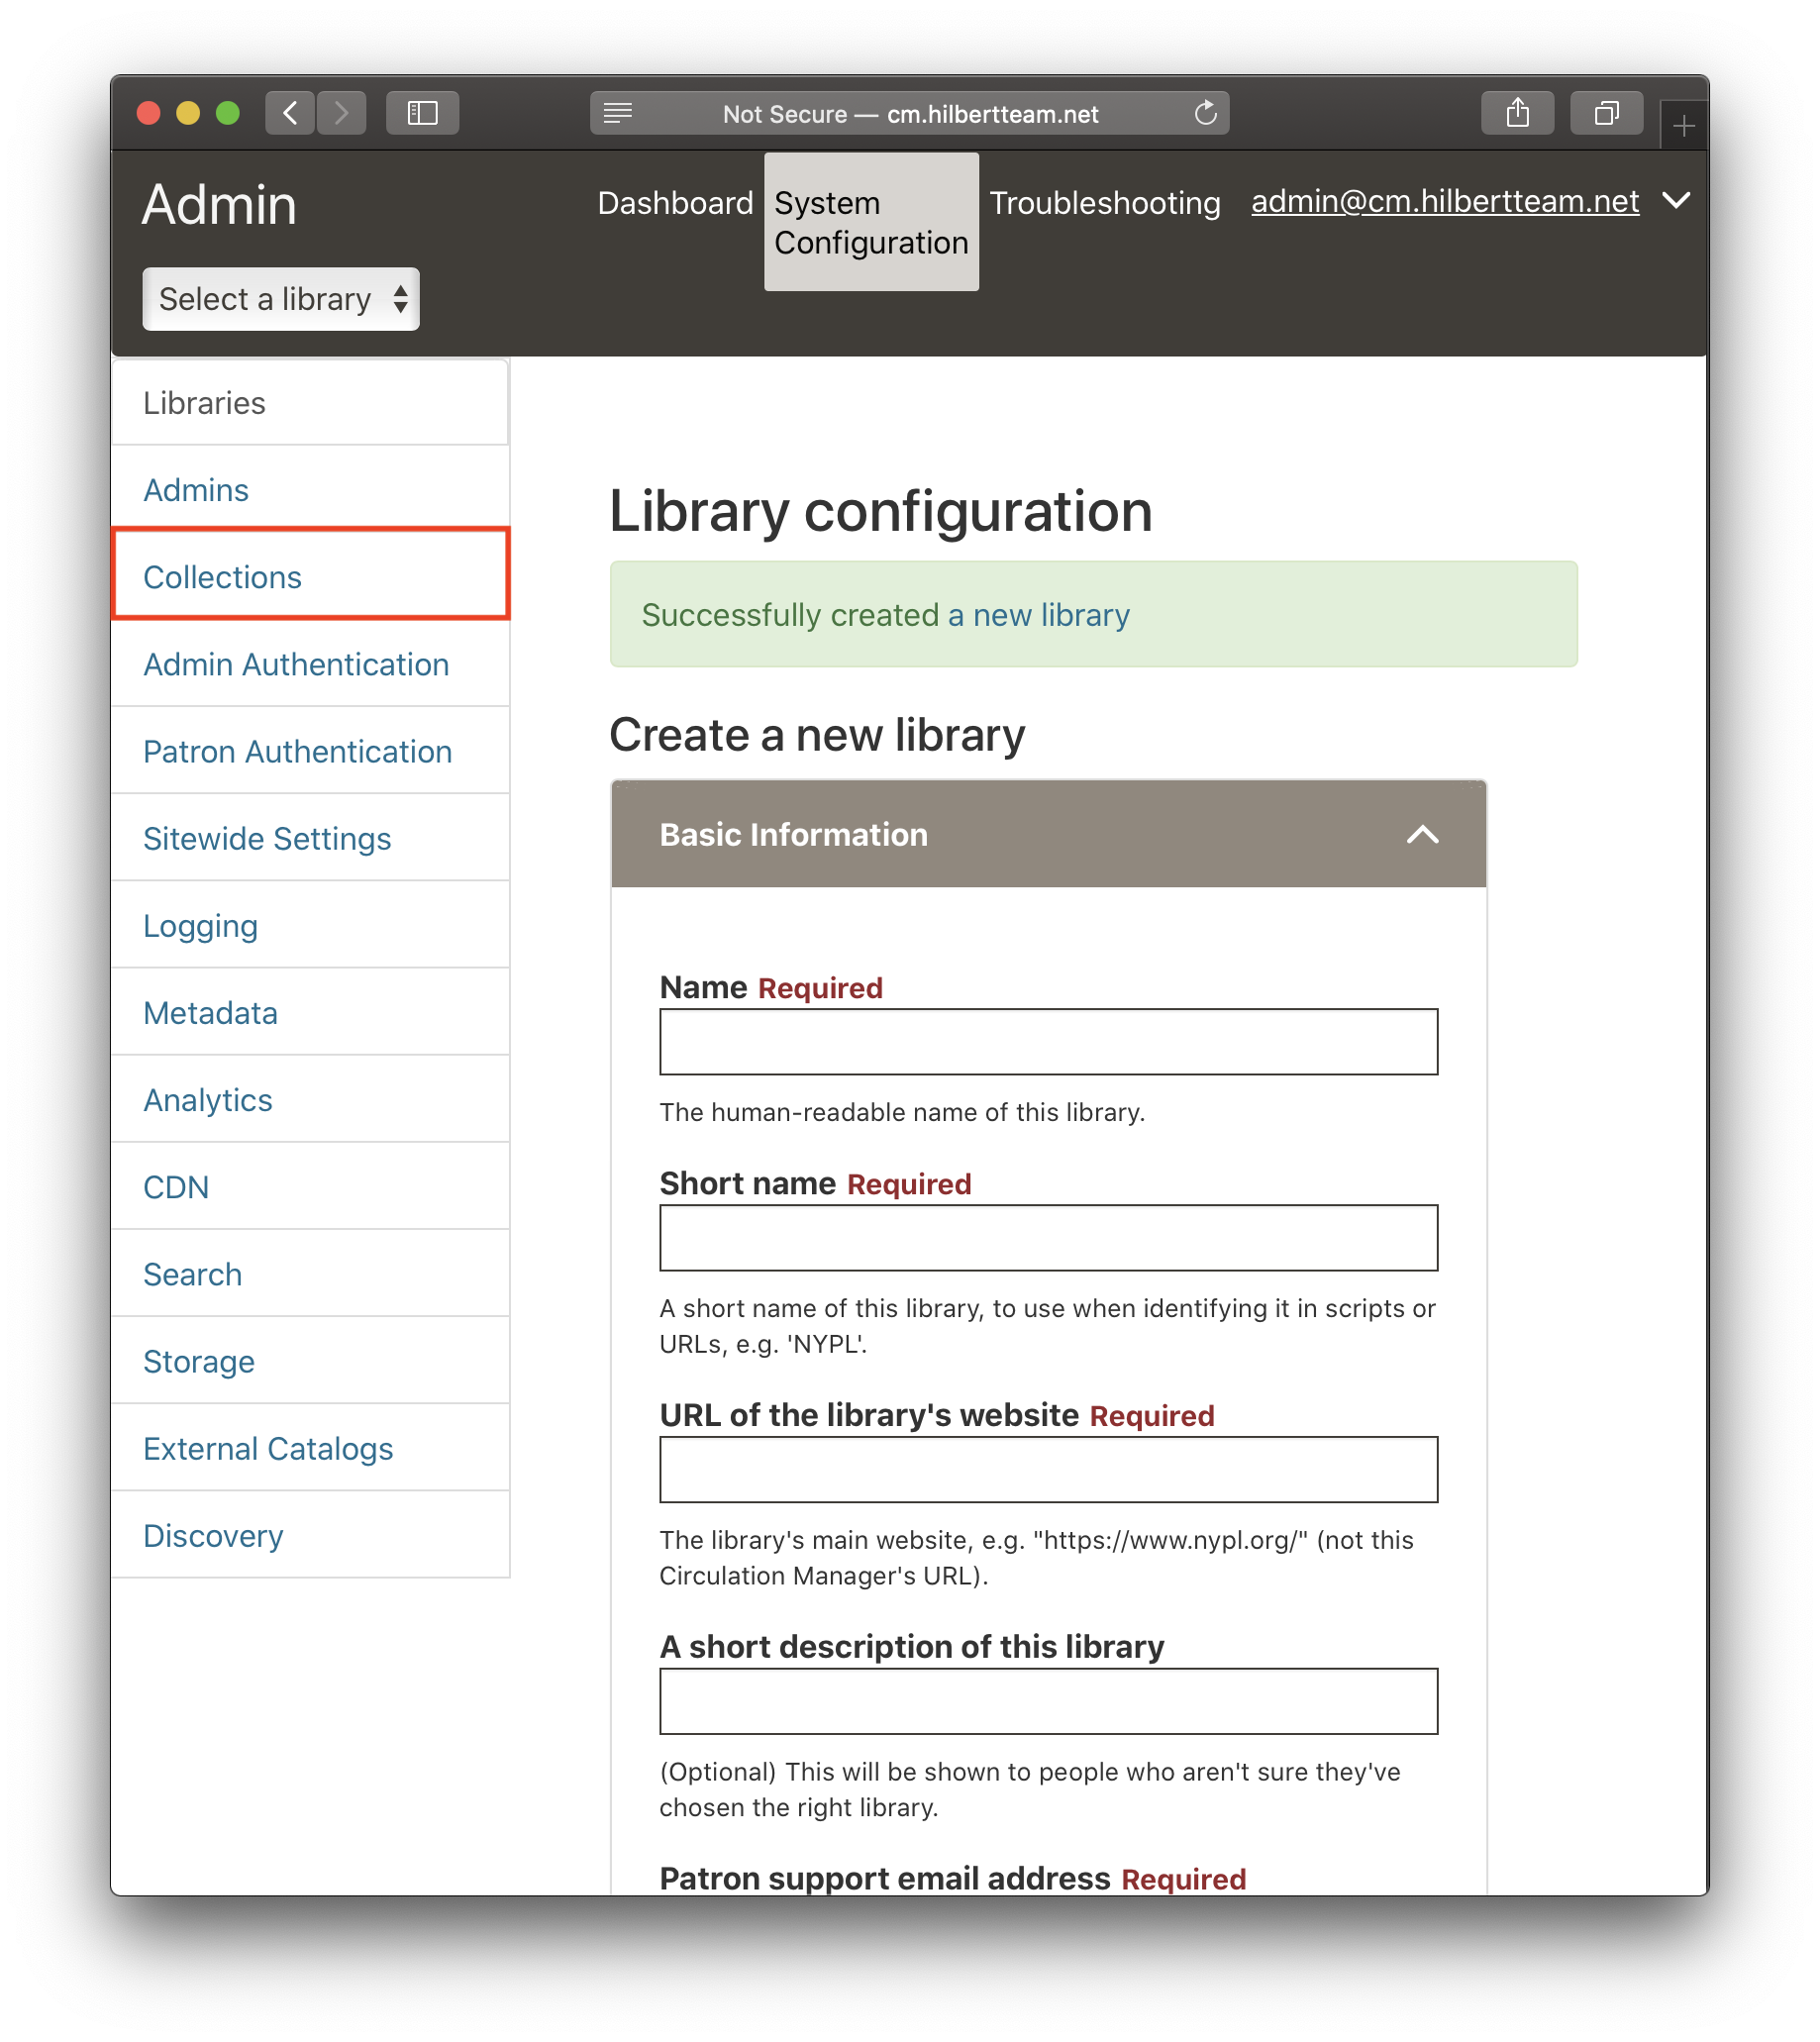 Not Secure — cm.hilbertteam.net
Admin
Dashboard
System
Configuration
Troubleshooting
admin@cm.hilbertteam.net
Select a library
Libraries
Admins
Collections
Admin Authentication
Patron Authentication
Sitewide Settings
Logging
Metadata
Analytics
CDN
Search
Storage
External Catalogs
Discovery
Library configuration
Successfully created a new library
Create a new library
Basic Information
Name Required
The human-readable name of this library.
Short name Required
A short name of this library, to use when identifying it in scripts or
URLs, e.g. 'NYPL'.
URL of the library's website Required
The library's main website, e.g. "https://www.nypl.org/" (not this
Circulation Manager's URL).
A short description of this library
(Optional) This will be shown to people who aren't sure they've
chosen the right library.
Patron support email address Required